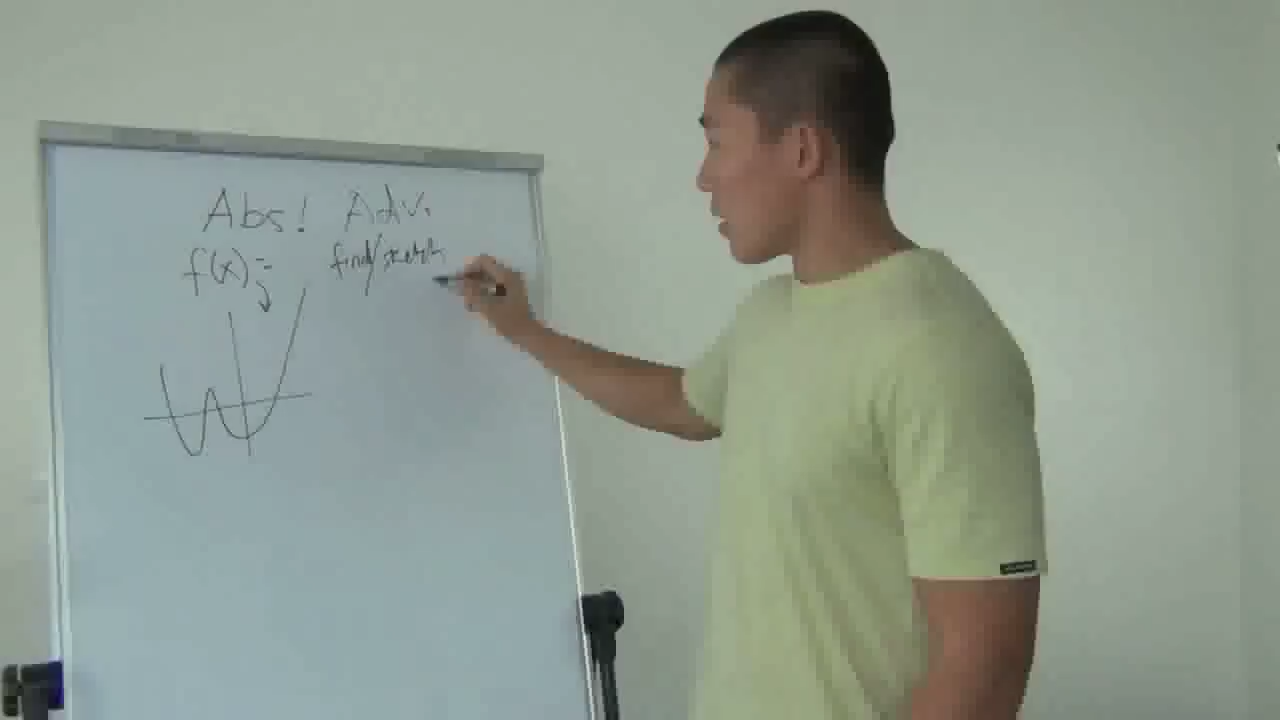 Abs! Adv.
f(x)= find/sketch